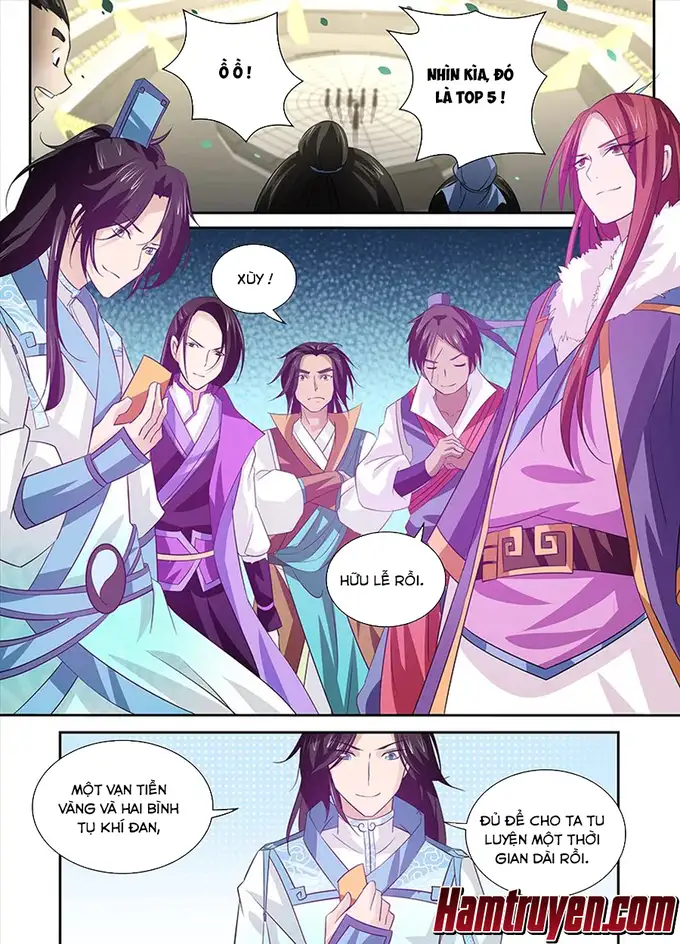 Ồ Ồ !
NHÌN KÌA, ĐÓ
LÀ TOP 5 !
XÙY !
HỮU LỄ RỒI.
MỘT VẠN TIỀN
VÀNG VÀ HAI BÌNH
TỤ KHÍ ĐAN,
ĐỦ ĐỂ CHO TA TU
LUYỆN MỘT THỜI
GIAN DÀI RỒI.
Hamtruyen.com